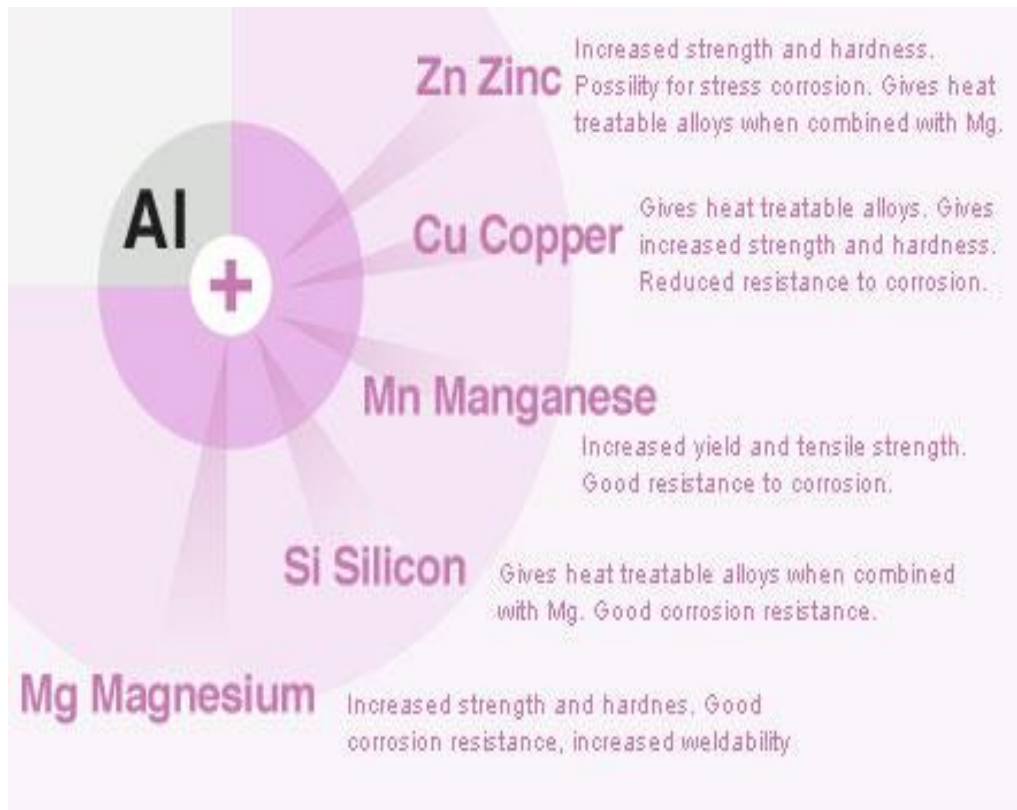 Al
+
Zn Zinc
Increased strength and hardness.
Possility for stress corrosion. Gives heat
treatable alloys when combined with Mg.
Cu Copper
Gives heat treatable alloys. Gives
increased strength and hardness.
Reduced resistance to corrosion.
Mn Manganese
Increased yield and tensile strength.
Good resistance to corrosion.
Si Silicon
Gives heat treatable alloys when combined
with Mg. Good corrosion resistance.
Mg Magnesium
Increased strength and hardnes. Good
corrosion resistance, increased weldability